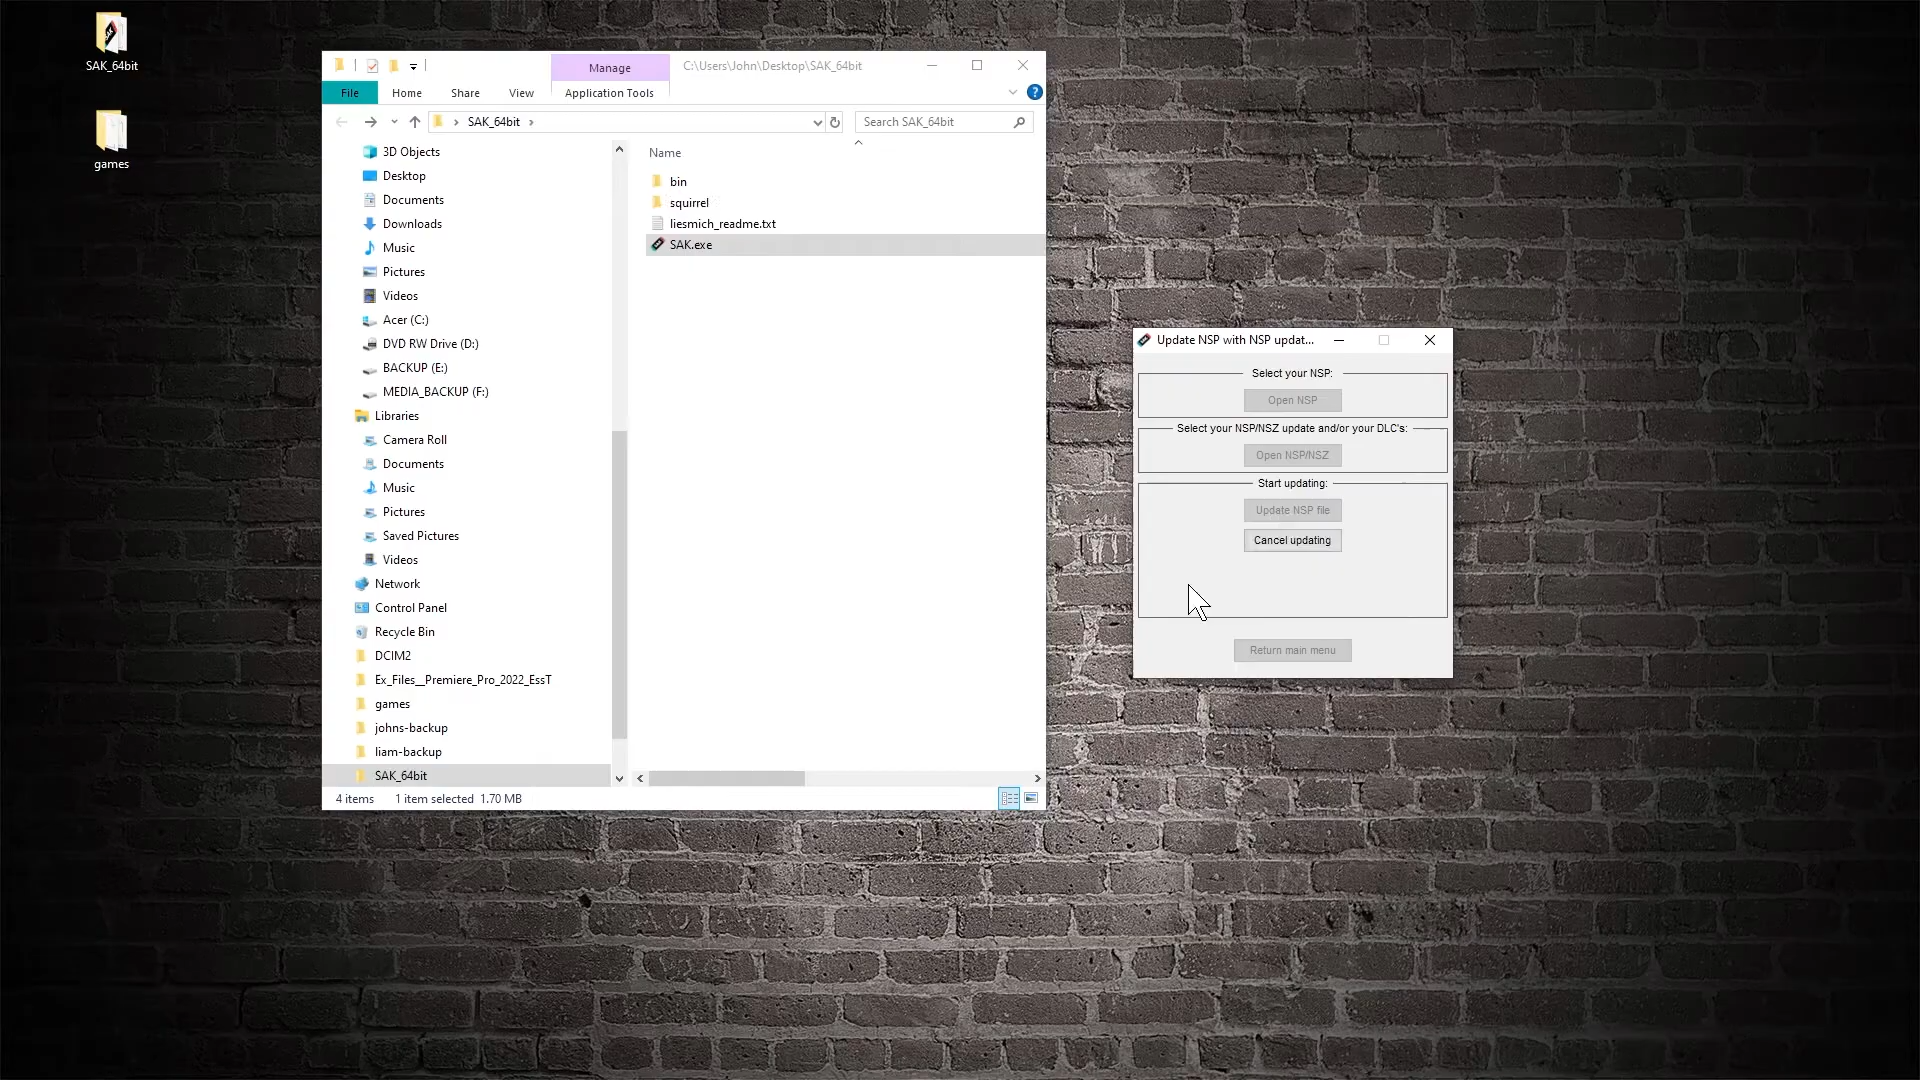 SAK_64bit
games
Manage
C:\Users\John\Desktop\SAK_64bit
File
Home
Share
View
Application Tools
SAK_64bit
Search SAK_64bit
3D Objects
Desktop
Documents
Downloads
Music
Pictures
Videos
Acer (C:)
DVD RW Drive (D:)
BACKUP (E:)
MEDIA_BACKUP (F:)
Libraries
Camera Roll
Documents
Music
Pictures
Saved Pictures
Videos
Network
Control Panel
Recycle Bin
DCIM2
Ex_Files__Premiere_Pro_2022_EssT
games
johns-backup
liam-backup
SAK_64bit
Name
bin
squirrel
liesmich_readme.txt
SAK.exe
4 items
1 item selected 1.70 MB
Update NSP with NSP updat...
Select your NSP:
Open NSP
Select your NSP/NSZ update and/or your DLC's:
Open NSP/NSZ
Start updating:
Update NSP file
Cancel updating
Return main menu